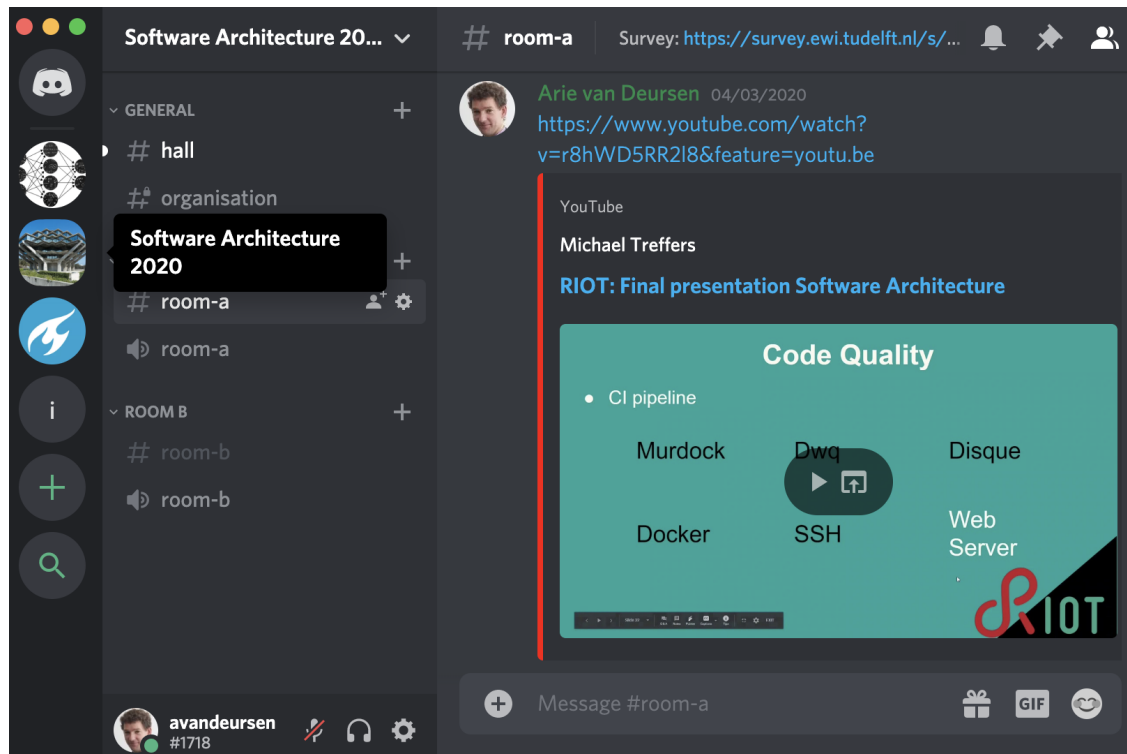 Software Architecture 20...
GENERAL
hall
organisation
Software Architecture
2020
room-a
room-a
ROOM B
room-b
room-b
i
avandeursen
#1718
# room-a
Survey: https://survey.ewi.tudelft.nl/s/...
Arie van Deursen 04/03/2020
https://www.youtube.com/watch?
v=r8hWD5RR2l8&feature=youtu.be
YouTube
Michael Treffers
RIOT: Final presentation Software Architecture
Code Quality
• CI pipeline
Murdock Dwq Disque
Docker SSH Web
Server
RIOT
Message #room-a
GIF